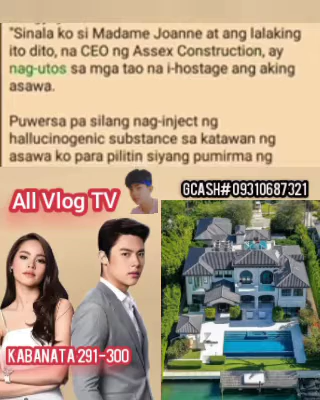 "Sinala ko si Madame Joanne at ang lalaking
ito dito, na CEO ng Assex Construction, ay
nag-utos sa mga tao na i-hostage ang aking
asawa.
Puwersa pa silang nag-inject ng
hallucinogenic substance sa katawan ng
asawa ko para pilitin siyang pumirma ng
All Vlog TV
GCASH# 09310687321
KABANATA 291-300